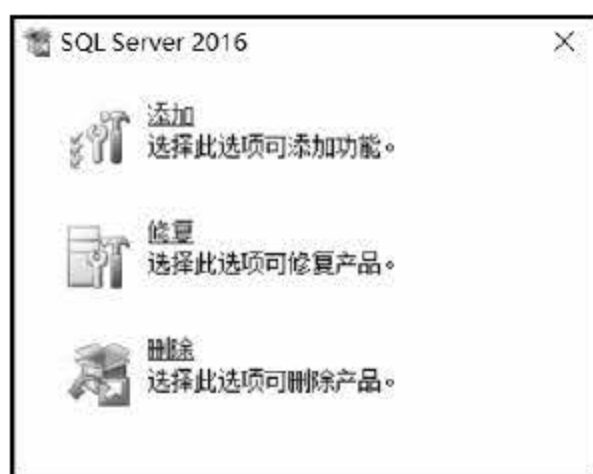 SQL Server 2016
添加
选择此选项可添加功能。
修复
选择此选项可修复产品。
删除
选择此选项可删除产品。